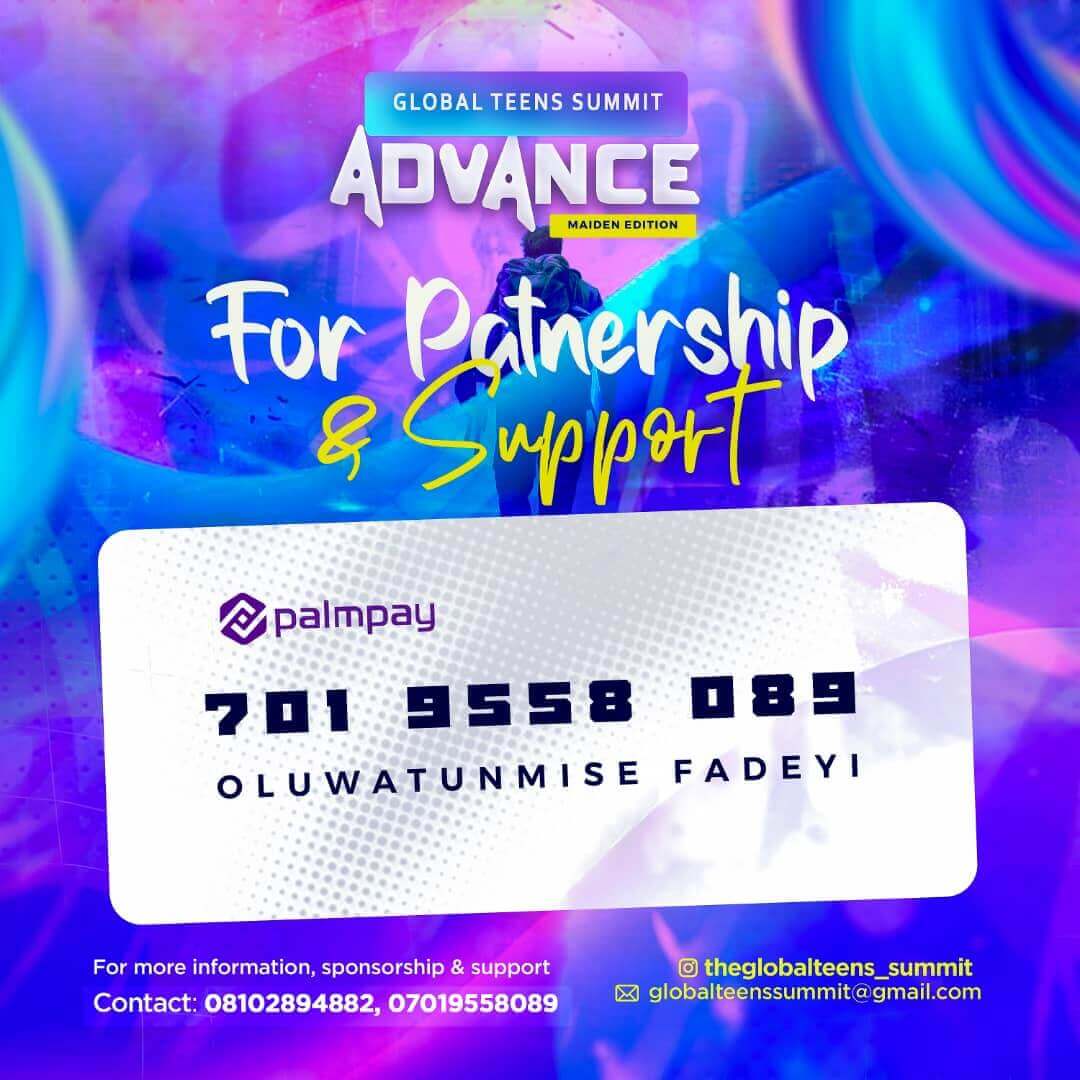 GLOBAL TEENS SUMMIT
ADVANCE
MAIDEN EDITION
For Patnership
& Support
palmpay
701 9558 089
OLUWATUNMISE FADEYI
For more information, sponsorship & support
Contact: 08102894882, 07019558089
theglobalteens_summit
globalteenssummit@gmail.com